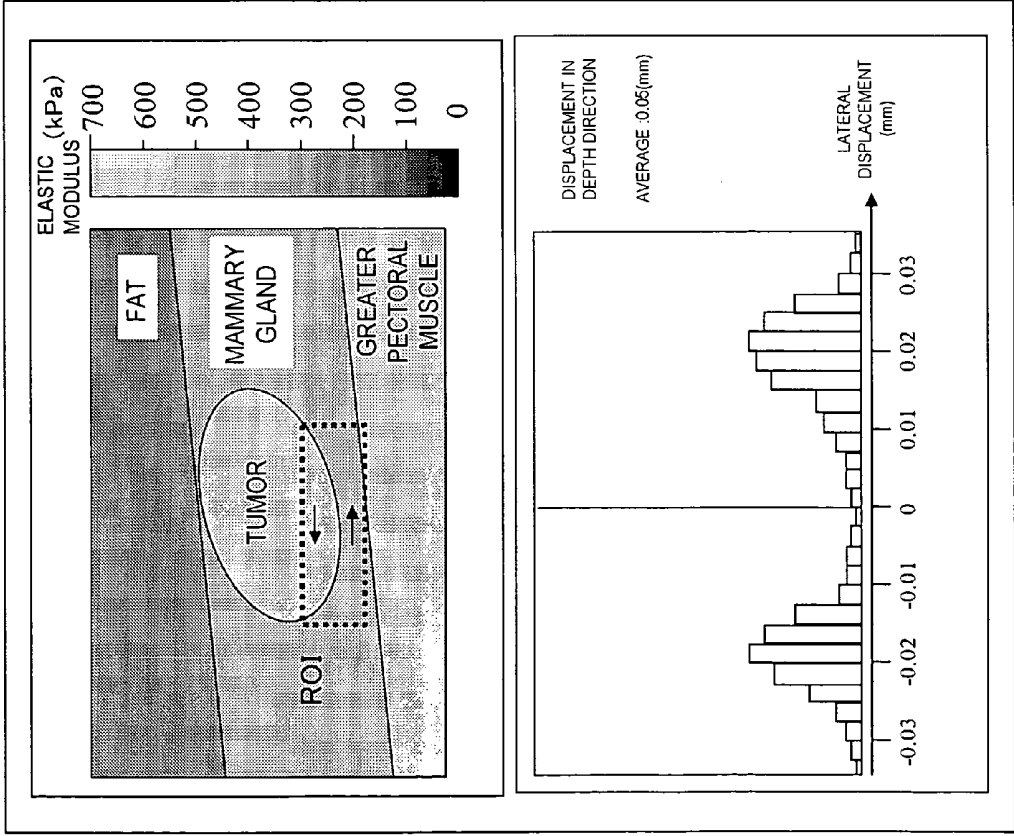 ELASTIC
MODULUS (kPa)
700
600
500
400
300
200
100
0
FAT
MAMMARY
GLAND
GREATER
PECTORAL
MUSCLE
TUMOR
ROI
DISPLACEMENT IN
DEPTH DIRECTION
AVERAGE :0.05(mm)
-0.03
-0.02
-0.01
0
0.01
0.02
0.03
LATERAL
DISPLACEMENT
(mm)